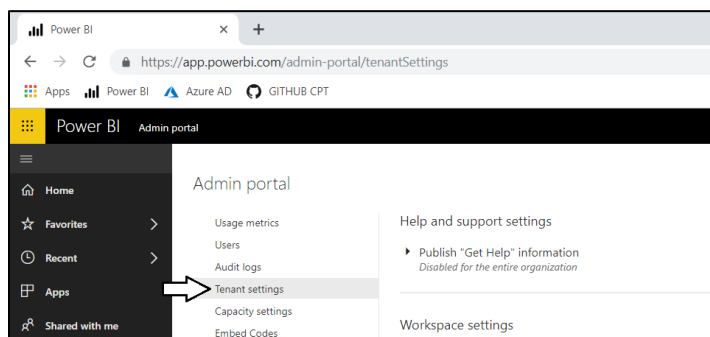 Power BI
https://app.powerbi.com/admin-portal/tenantSettings
Apps Power BI Azure AD GITHUB CPT
Power BI Admin portal
Home
Favorites
Recent
Apps
Shared with me
Admin portal
Usage metrics
Users
Audit logs
Tenant settings
Capacity settings
Embed Codes
Help and support settings
Publish "Get Help" information
Disabled for the entire organization
Workspace settings